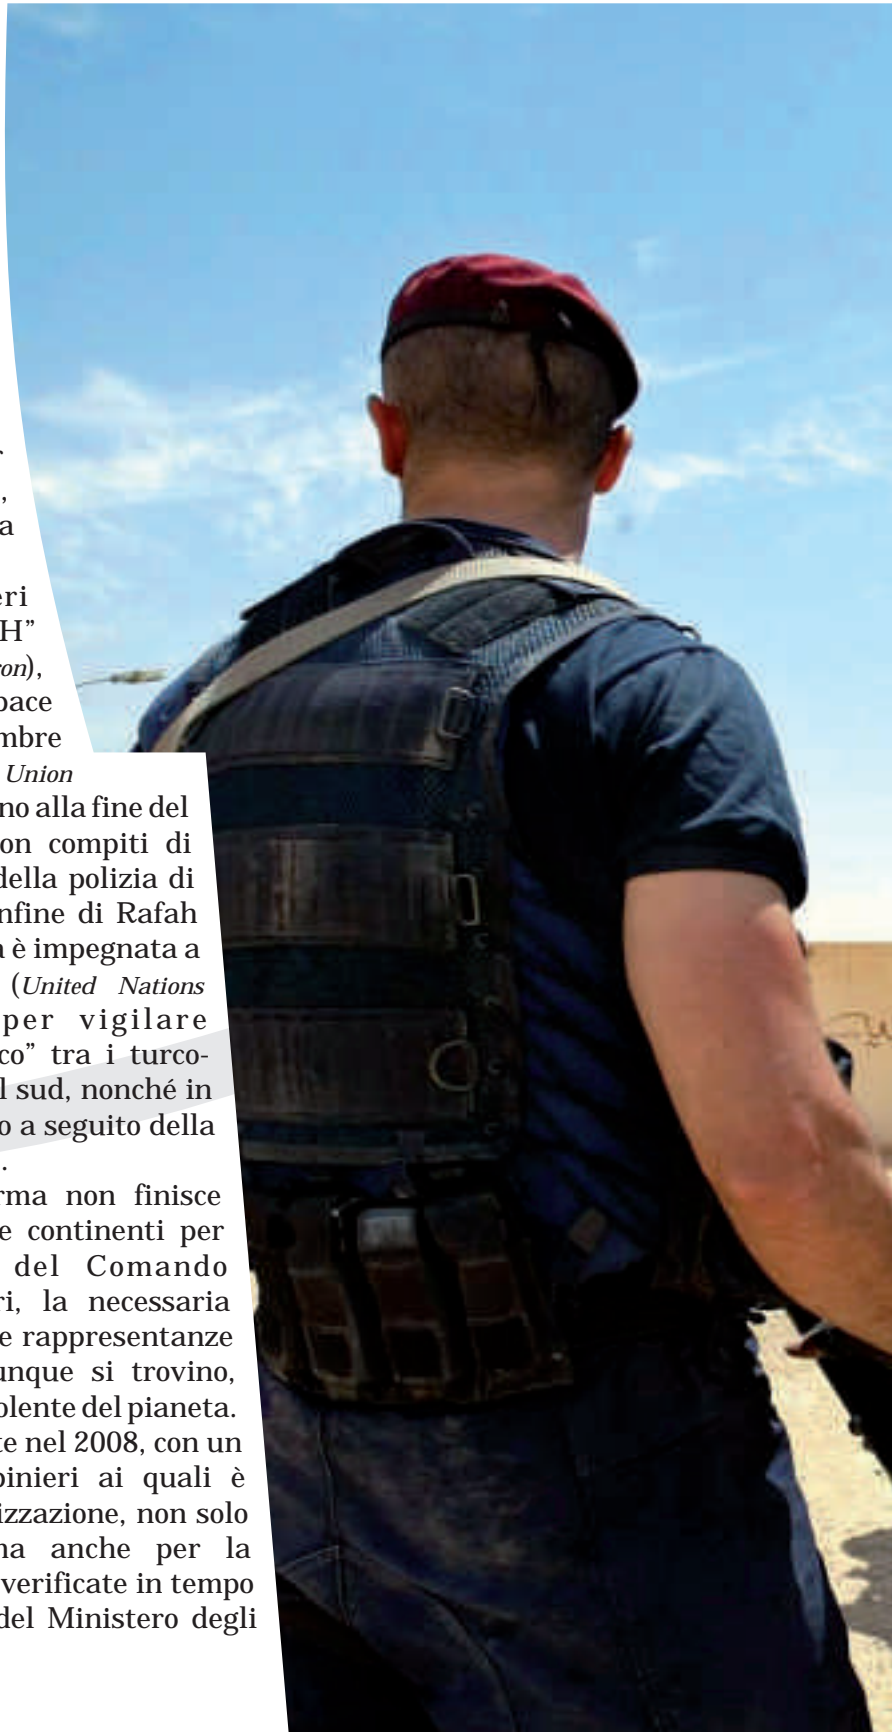 ,
a
eri
H”
on),
pace
mbre
Union
no alla fine del
on compiti di
della polizia di
nfine di Rafah
a è impegnata a
(United Nations
per vigilare
co” tra i turco-
l sud, nonché in
o a seguito della
.
rma non finisce
e continenti per
del Comando
ri, la necessaria
e rappresentanze
unque si trovino,
olente del pianeta.
te nel 2008, con un
binieri ai quali è
izzazione, non solo
ma anche per la
verificate in tempo
del Ministero degli